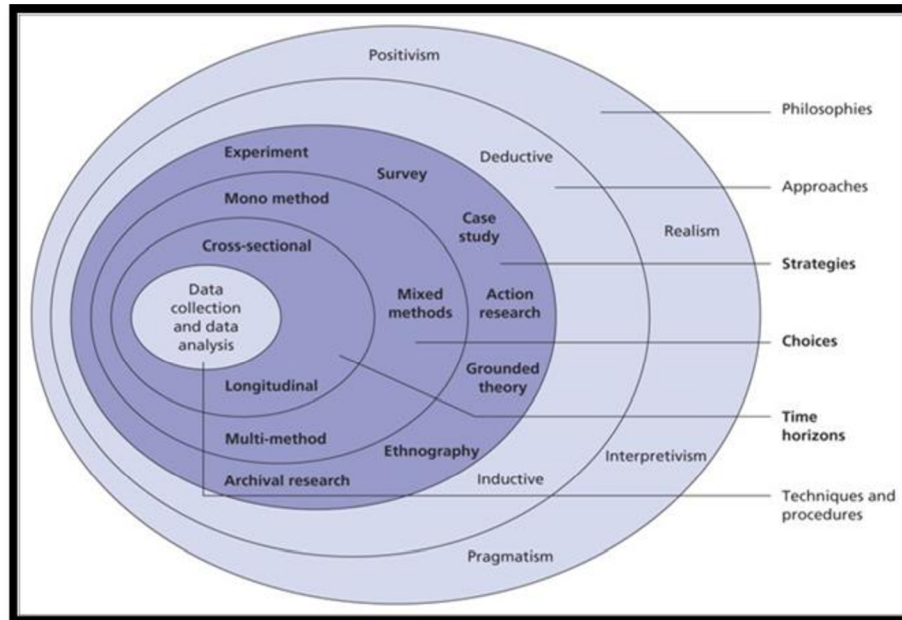 Positivism
Philosophies
Experiment
Deductive
Survey
Approaches
Mono method
Case
study
Realism
Cross-sectional
Strategies
Data
collection
and data
analysis
Mixed
methods
Action
research
Choices
Grounded
theory
Longitudinal
Time
horizons
Multi-method
Ethnography
Interpretivism
Archival research
Inductive
Techniques and
procedures
Pragmatism